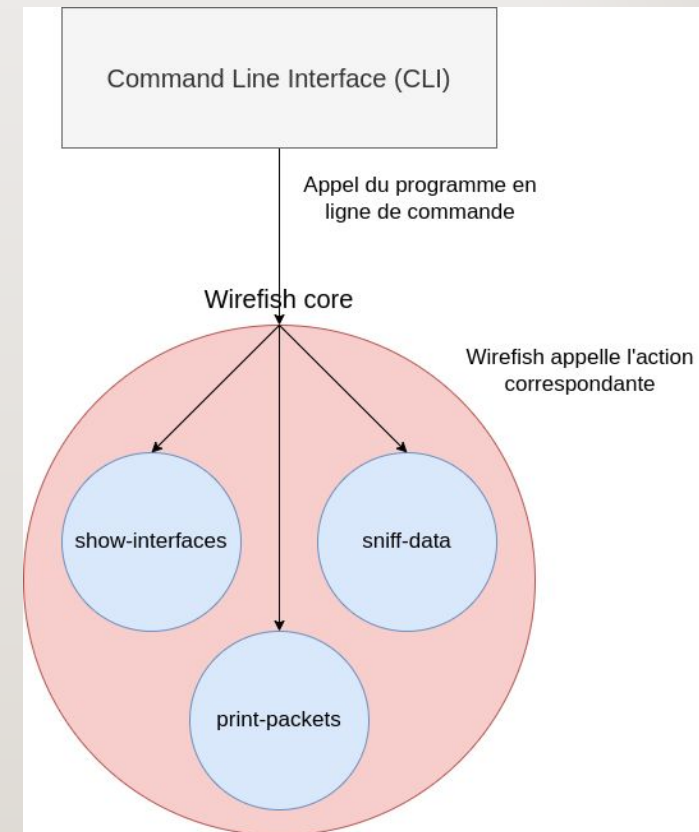 Command Line Interface (CLI)
Appel du programme en
ligne de commande
Wirefish core
Wirefish appelle l'action
correspondante
show-interfaces
sniff-data
print-packets